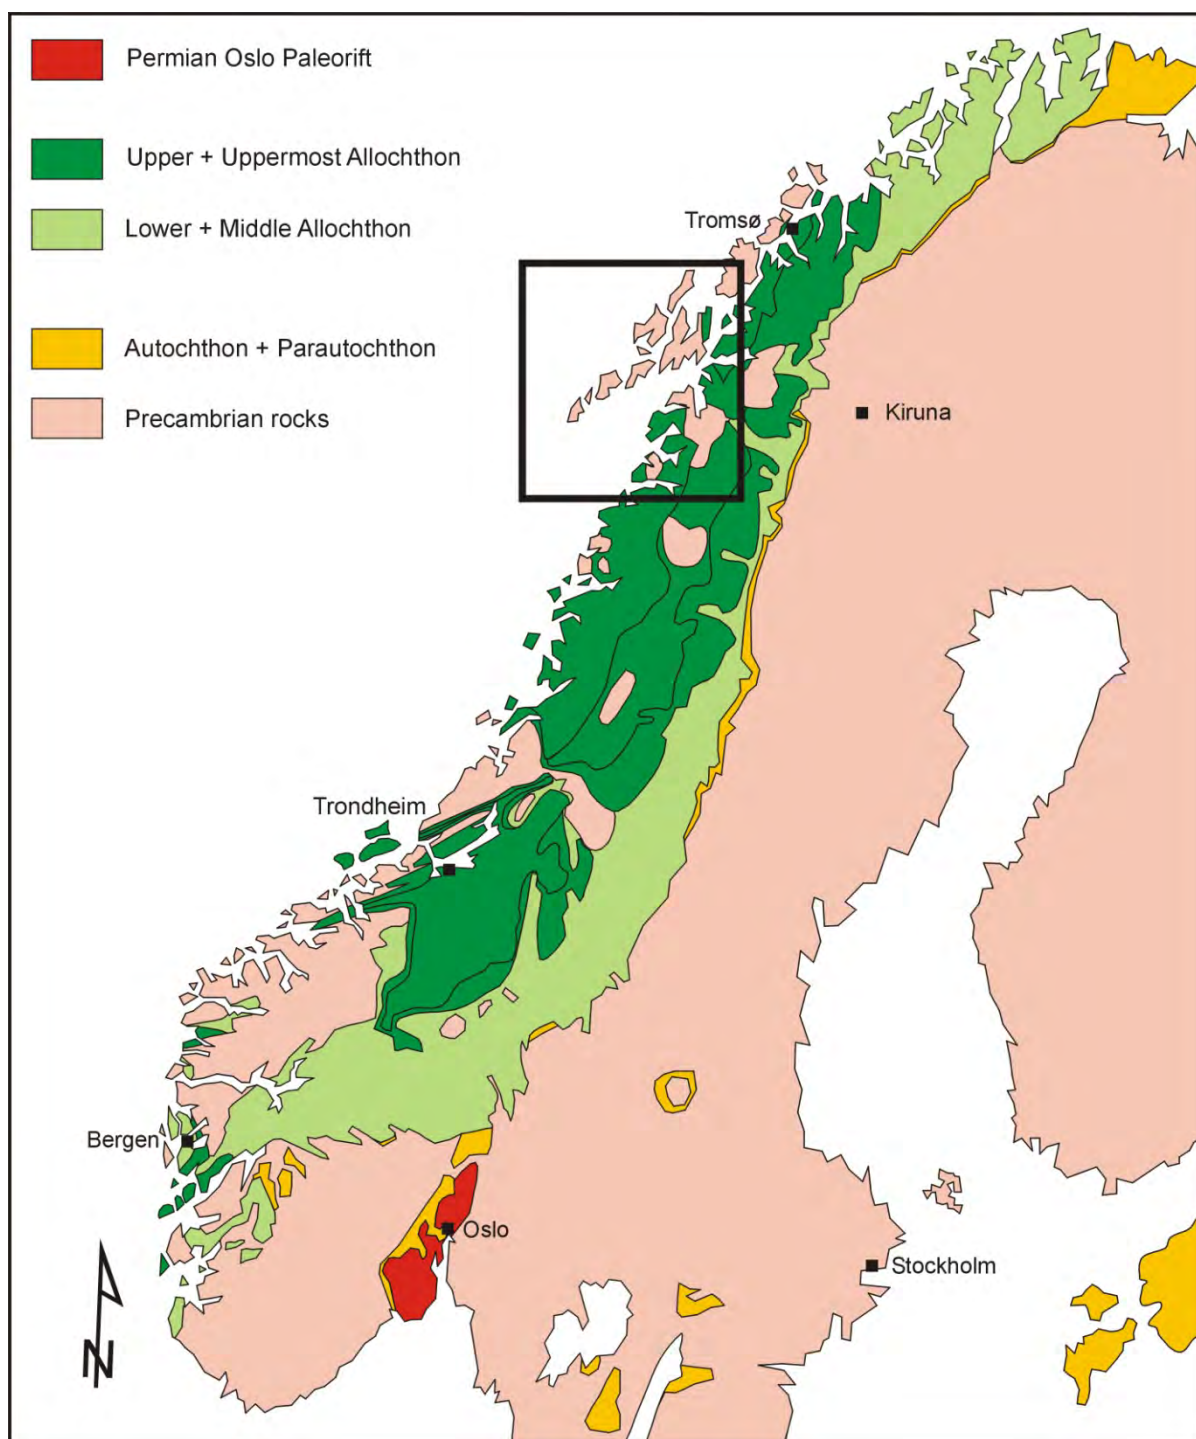 Permian Oslo Paleorift
Upper + Uppermost Allochthon
Lower + Middle Allochthon
Autochthon + Parautochthon
Precambrian rocks
Tromsø
Kiruna
Trondheim
Bergen
Oslo
Stockholm
N